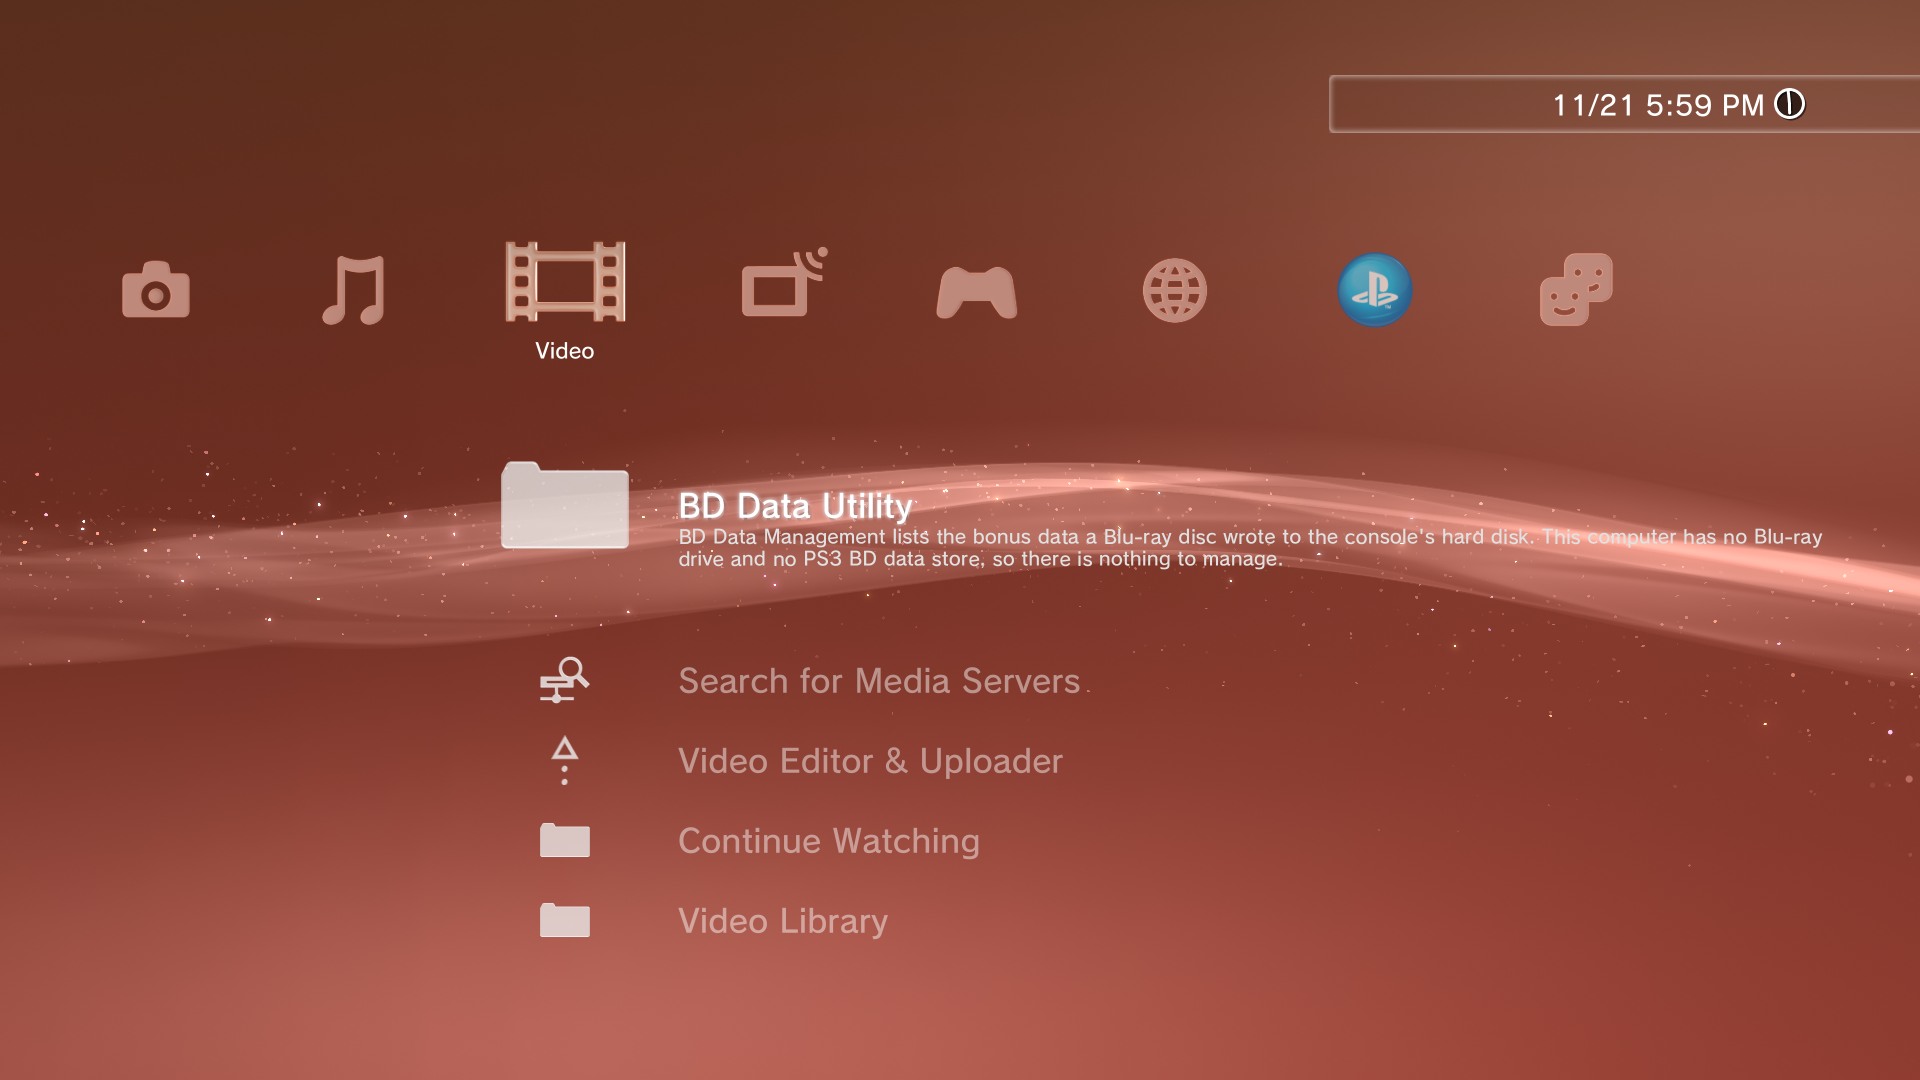 11/21 5:59 PM
Video
BD Data Utility
BD Data Management lists the bonus data a Blu-ray disc wrote to the console's hard disk. This computer has no Blu-ray
drive and no PS3 BD data store, so there is nothing to manage.
Search for Media Servers
Video Editor & Uploader
Continue Watching
Video Library